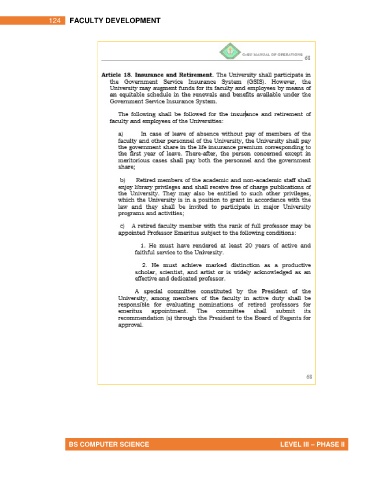 124 FACULTY DEVELOPMENT
CvSU MANUAL OF OPERATIONS
68
Article 15. Insurance and Retirement. The University shall participate in
the Government Service Insurance System (GSIS). However, the
University may augment funds for its faculty and employees by means of
an equitable schedule in the renewals and benefits available under the
Government Service Insurance System.
The following shall be followed for the insurance and retirement of
faculty and employees of the Universities:
a) In case of leave of absence without pay of members of the
faculty and other personnel of the University, the University shall pay
the government share in the life insurance premium corresponding to
the first year of leave. There-after, the person concerned except in
meritorious cases shall pay both the personnel and the government
share;
b) Retired members of the academic and non-academic staff shall
enjoy library privileges and shall receive free of charge publications of
the University. They may also be entitled to such other privileges,
which the University is in a position to grant in accordance with the
law and they shall be invited to participate in major University
programs and activities;
c) A retired faculty member with the rank of full professor may be
appointed Professor Emeritus subject to the following conditions:
1. He must have rendered at least 20 years of active and
faithful service to the University.
2. He must achieve marked distinction as a productive
scholar, scientist, and artist or is widely acknowledged as an
effective and dedicated professor.
A special committee constituted by the President of the
University, among members of the faculty in active duty shall be
responsible for evaluating nominations of retired professors for
emeritus appointment. The committee shall submit its
recommendation (s) through the President to the Board of Regents for
approval.
68
BS COMPUTER SCIENCE LEVEL III – PHASE II